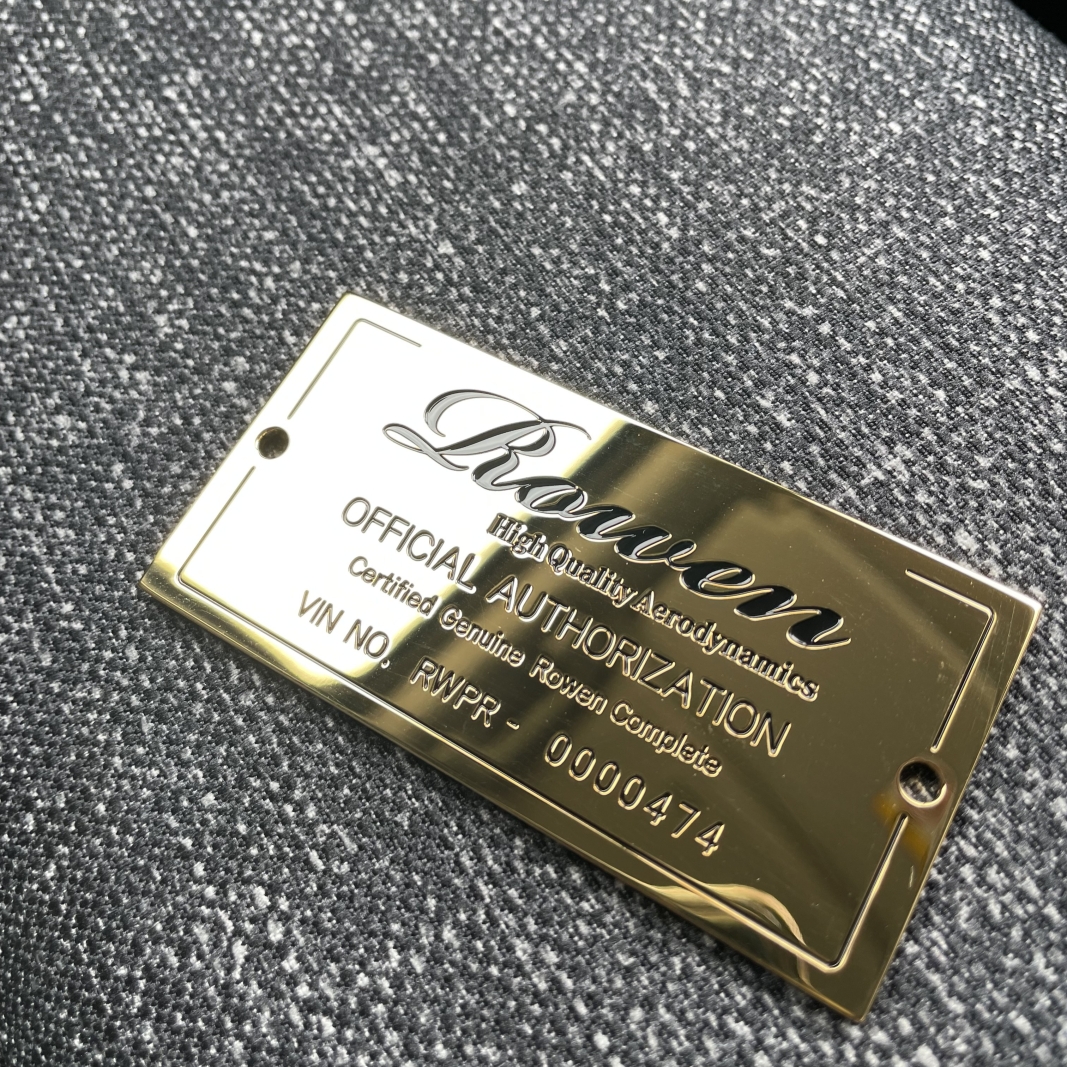 Rowen
High Quality Aerodynamics
OFFICIAL AUTHORIZATION
Certified Genuine Rowen Complete
VIN NO. RWPR - 0000474